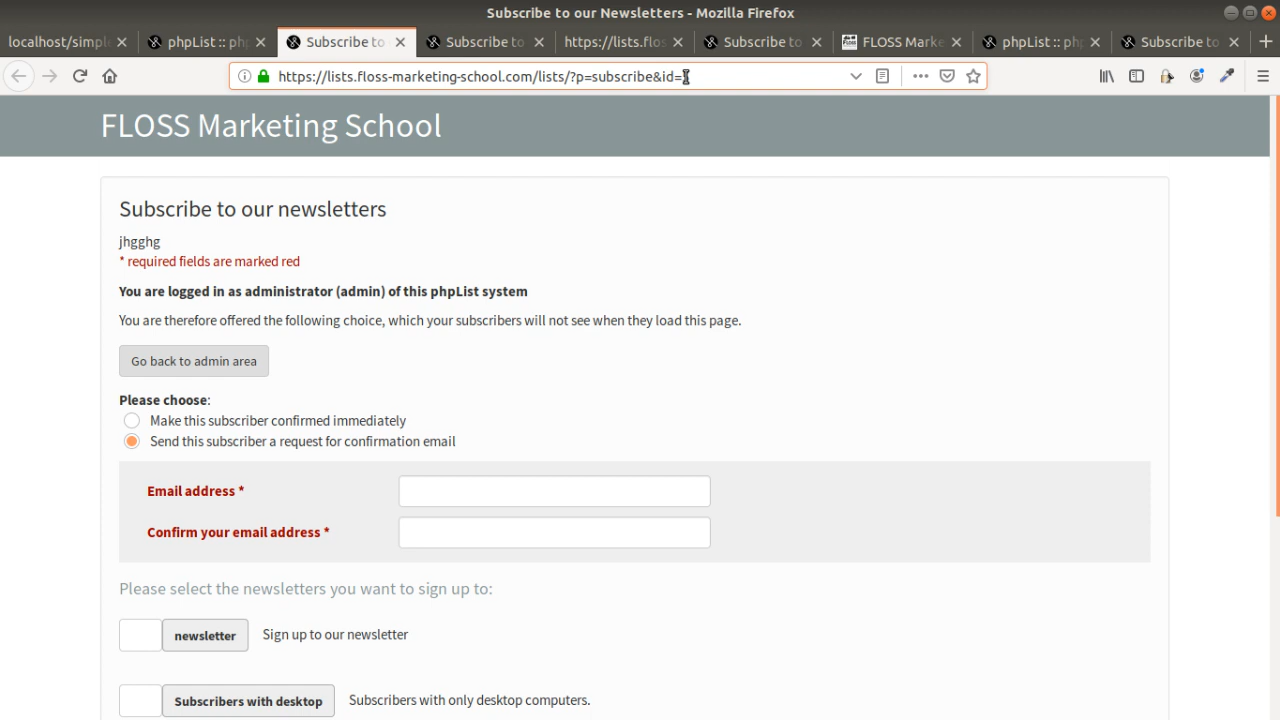 Subscribe to our Newsletters - Mozilla Firefox
localhost/simpl
phpList :: ph
Subscribe to
Subscribe to
https://lists.flos
Subscribe to
FLOSS Marke
phpList :: ph
Subscribe to
https://lists.floss-marketing-school.com/lists/?p=subscribe&id=
FLOSS Marketing School
Subscribe to our newsletters
jhgghg
* required fields are marked red
You are logged in as administrator (admin) of this phpList system
You are therefore offered the following choice, which your subscribers will not see when they load this page.
Go back to admin area
Please choose:
Make this subscriber confirmed immediately
Send this subscriber a request for confirmation email
Email address *
Confirm your email address *
Please select the newsletters you want to sign up to:
newsletter Sign up to our newsletter
Subscribers with desktop Subscribers with only desktop computers.